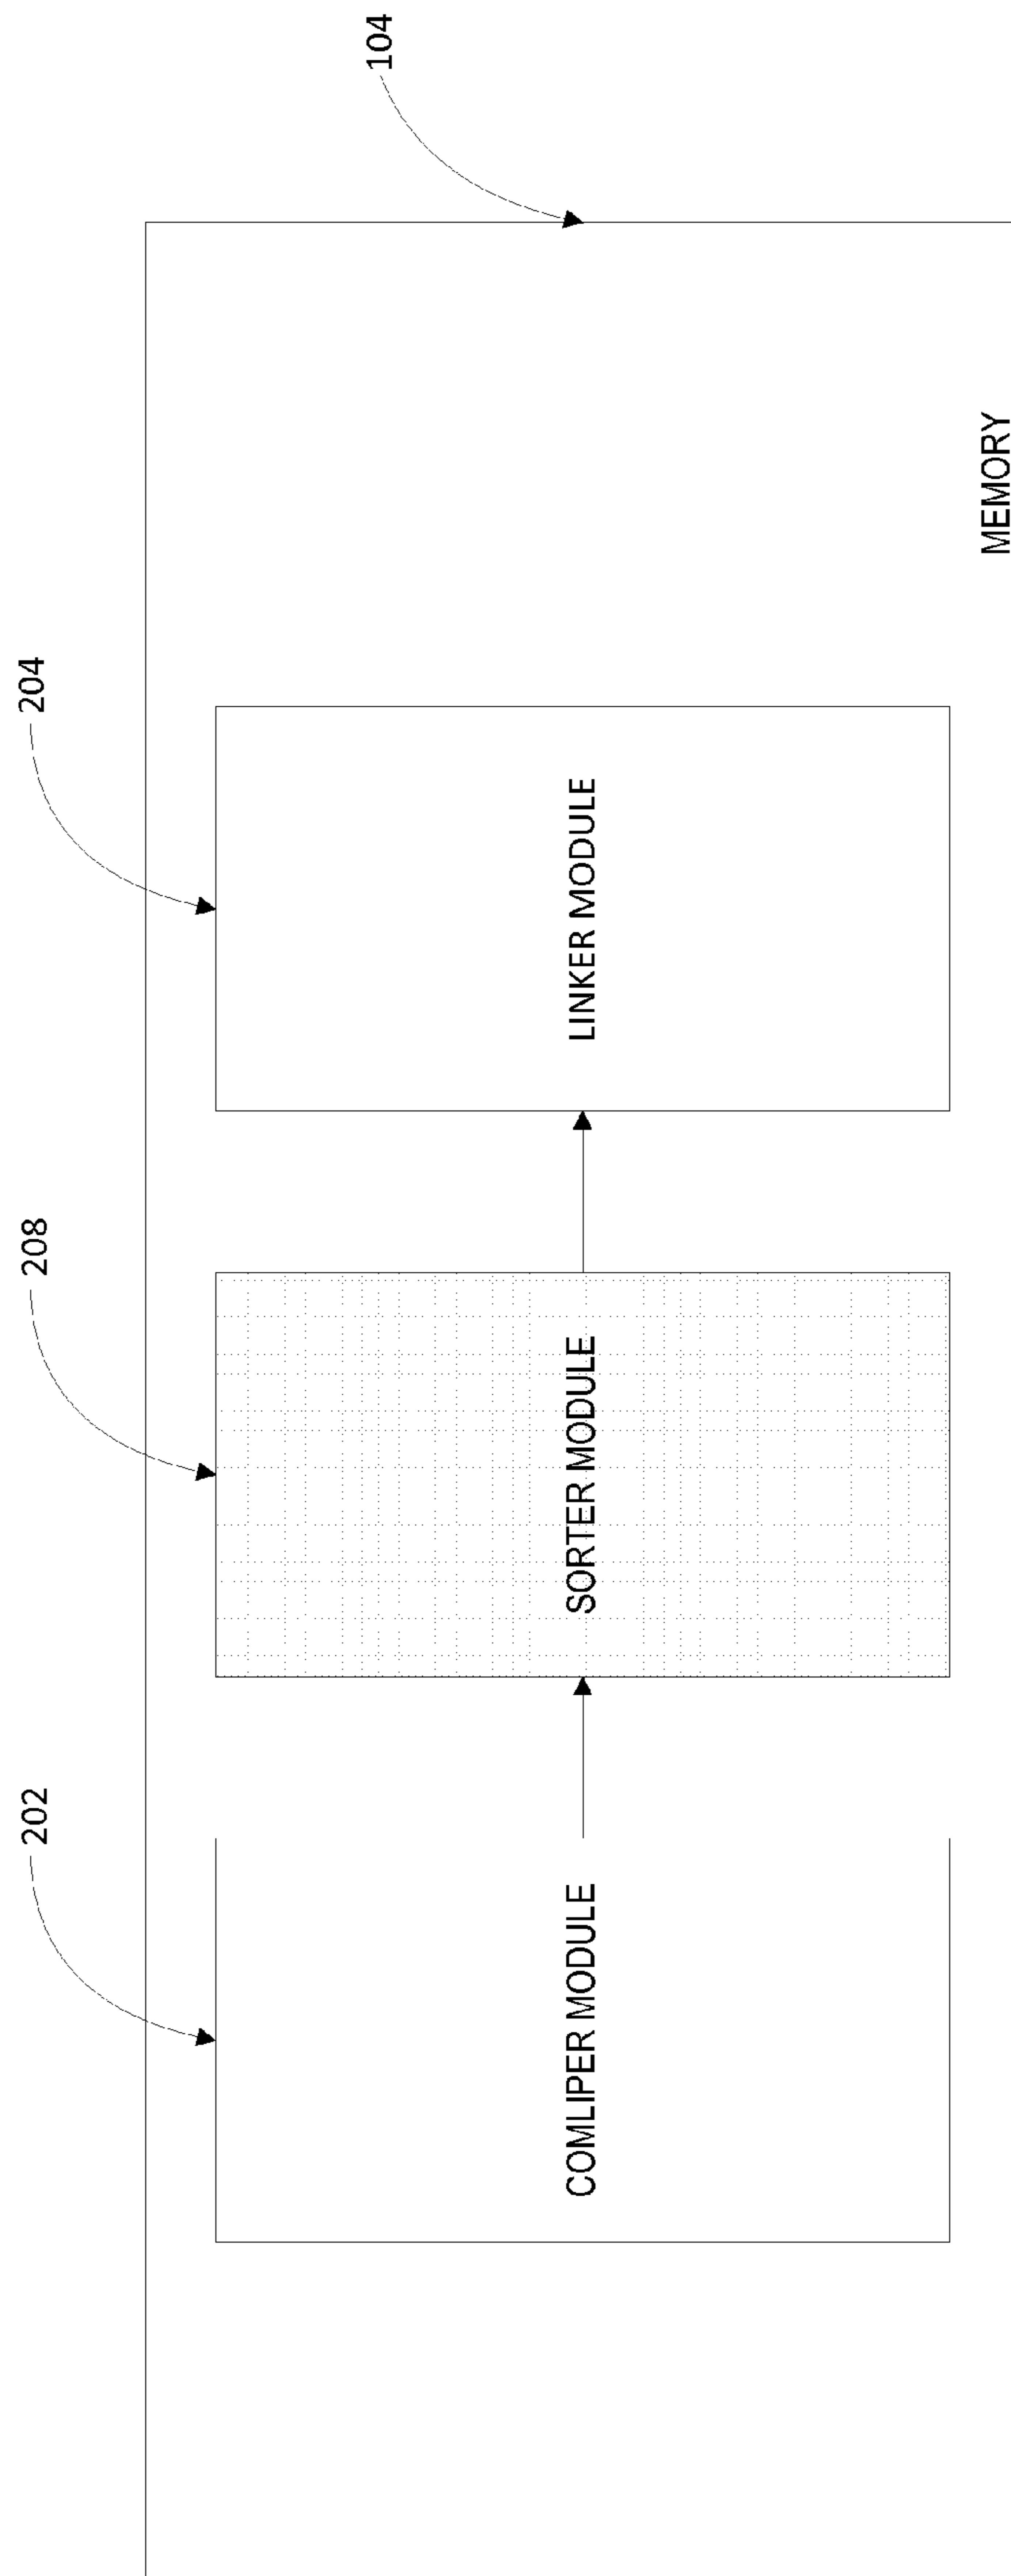 202
208
204
104
COMLIPER MODULE
SORTER MODULE
LINKER MODULE
MEMORY